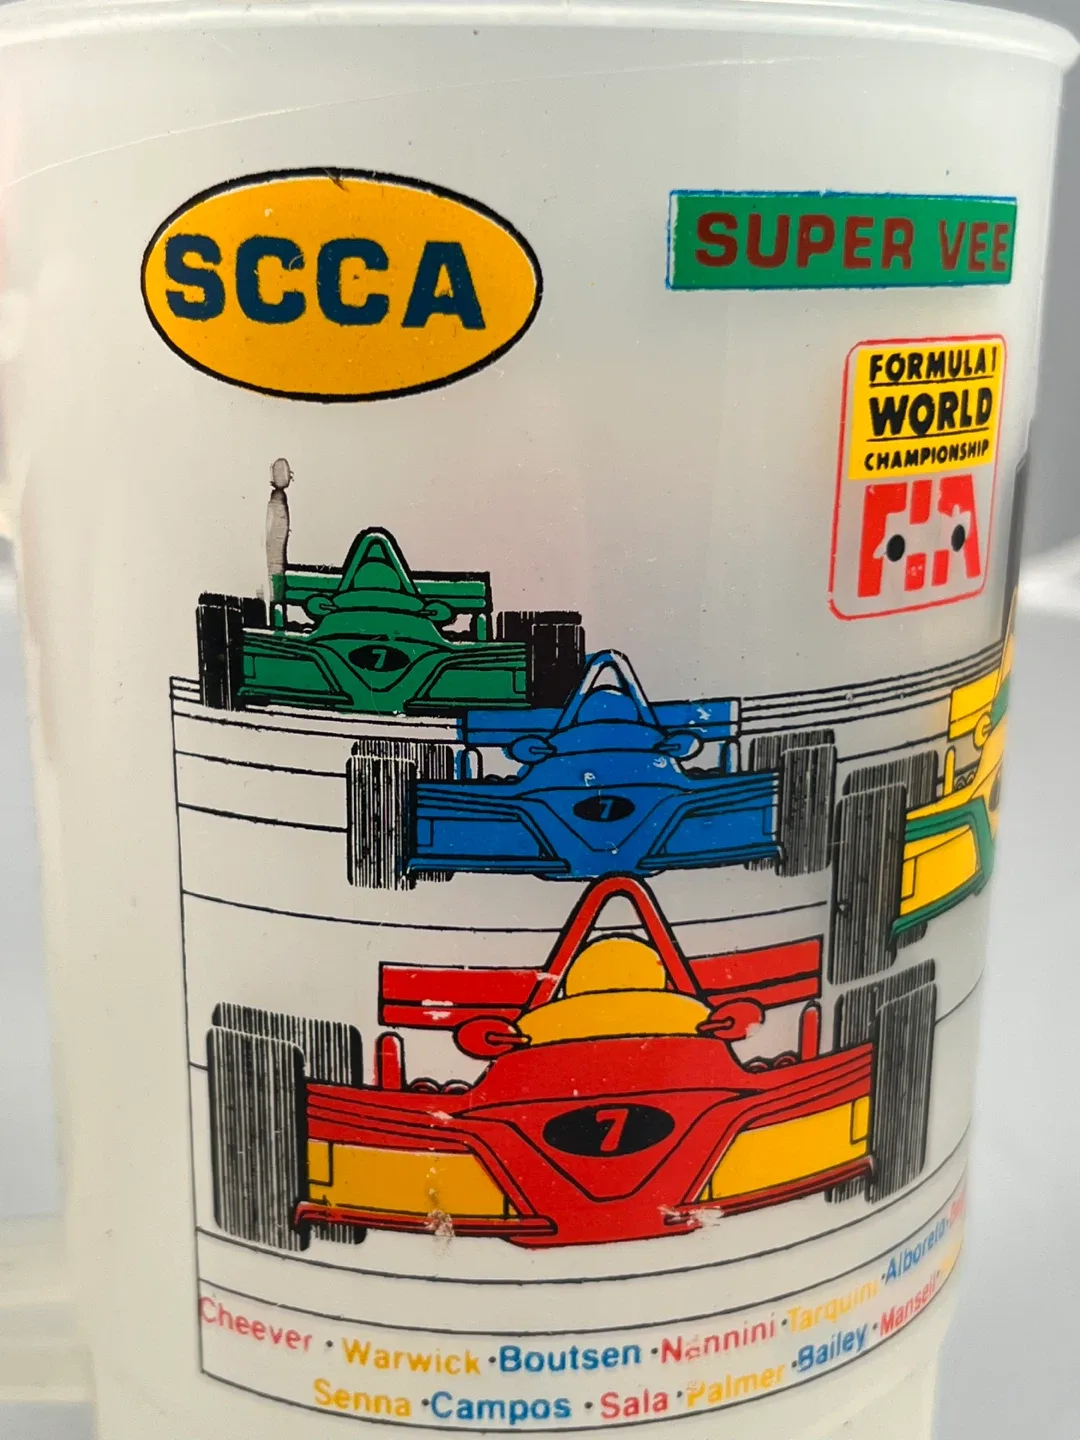 SCCA
SUPER VEE
FORMULA 1
WORLD
CHAMPIONSHIP
FIA
7
7
7
Cheever · Warwick · Boutsen · Nannini · Tarquini · Alboreto ·
Senna · Campos · Sala · Palmer · Bailey · Mansell ·